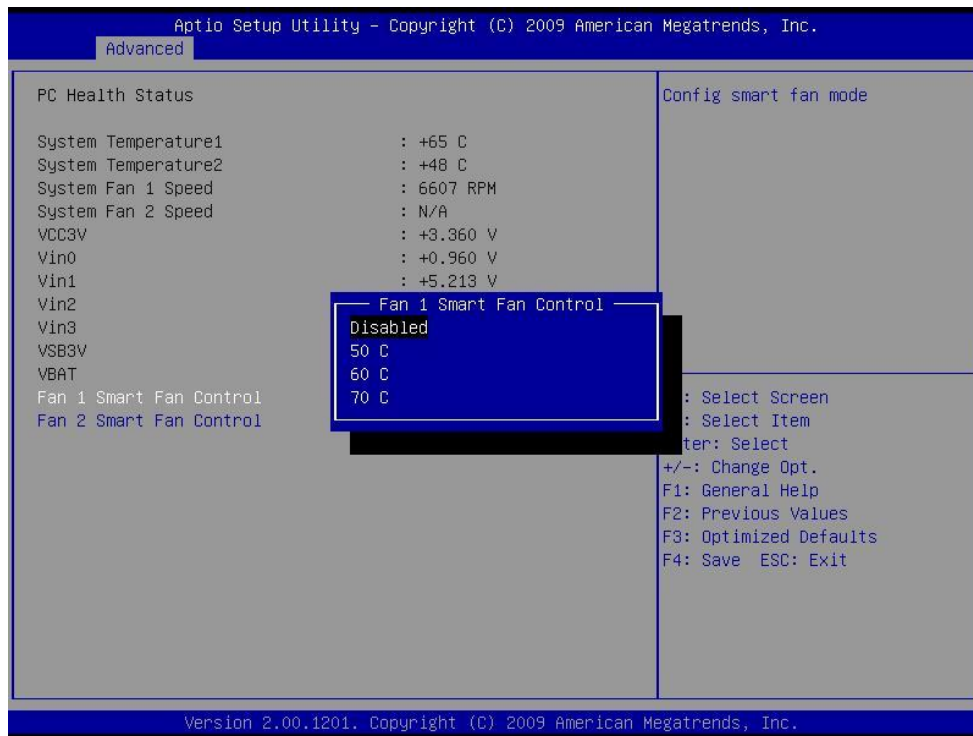 Aptio Setup Utility – Copyright (C) 2009 American Megatrends, Inc.
Advanced
PC Health Status
System Temperature1 : +65 C
System Temperature2 : +48 C
System Fan 1 Speed : 6607 RPM
System Fan 2 Speed : N/A
VCC3V : +3.360 V
Vin0 : +0.960 V
Vin1 : +5.213 V
Vin2
Vin3
VSB3V
VBAT
Fan 1 Smart Fan Control
Fan 2 Smart Fan Control
Fan 1 Smart Fan Control
Disabled
50 C
60 C
70 C
Config smart fan mode
: Select Screen
: Select Item
ter: Select
+/-: Change Opt.
F1: General Help
F2: Previous Values
F3: Optimized Defaults
F4: Save ESC: Exit
Version 2.00.1201. Copyright (C) 2009 American Megatrends, Inc.